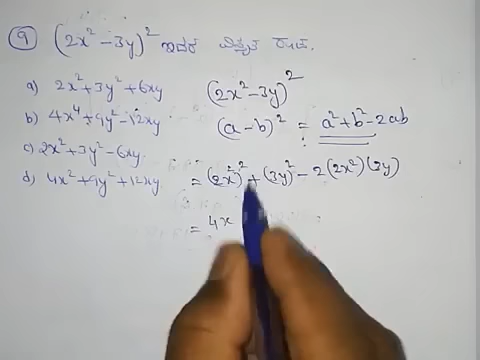 9 (2x² - 3y)² ಇದರ ವಿಸ್ತೃತ ರೂಪ.
a) 2x² + 3y² + 6xy
b) 4x⁴ + 9y² - 12xy
c) 2x² + 3y² - 6xy
d) 4x² + 9y² + 12xy
(2x² - 3y)²
(a - b)² = a² + b² - 2ab
= (2x²)² + (3y)² - 2(2x²)(3y)
= 4x